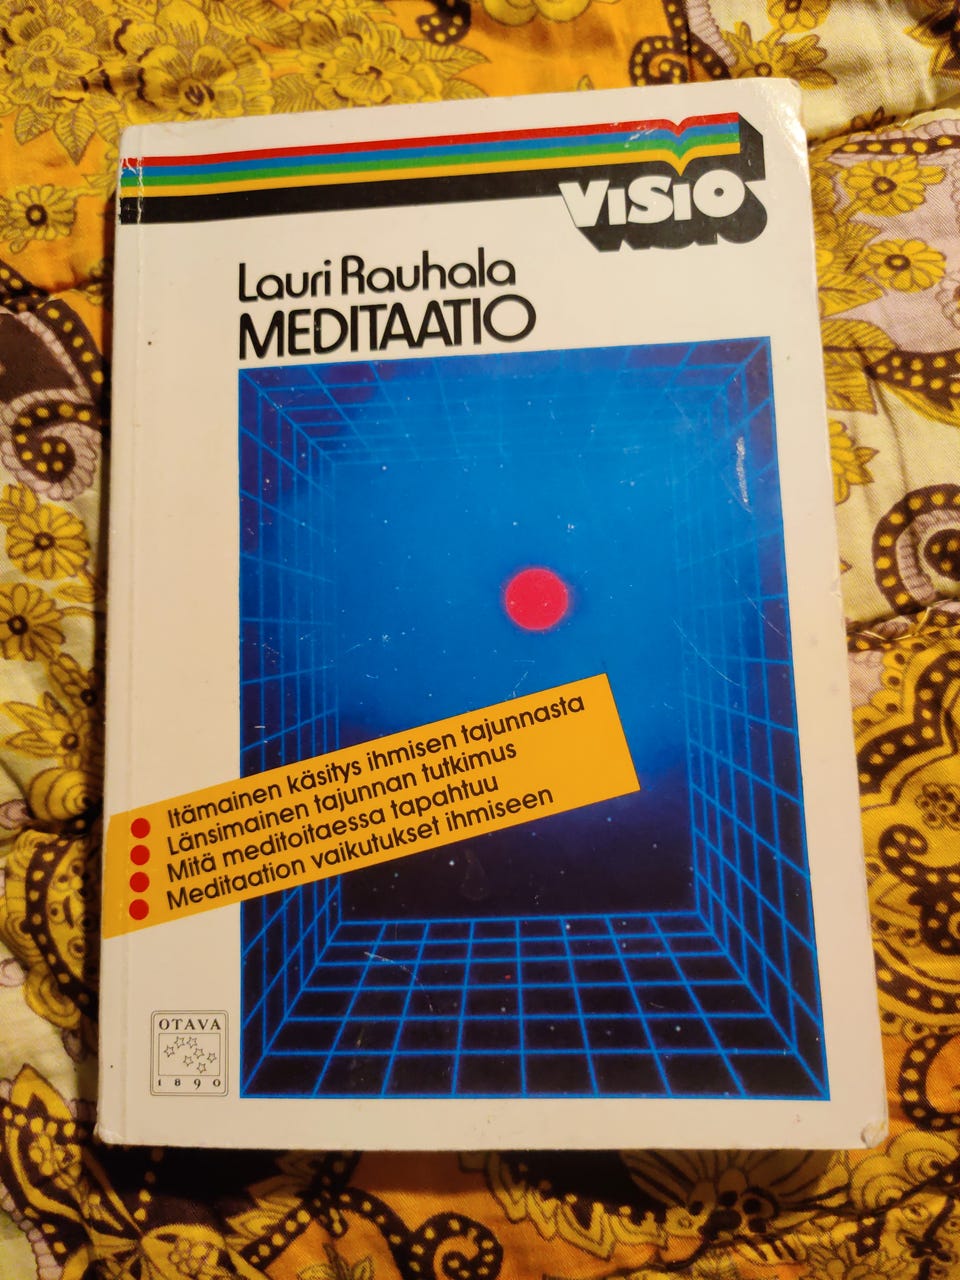 VISIO
Lauri Rauhala
MEDITAATIO
Itämainen käsitys ihmisen tajunnasta
Länsimainen tajunnan tutkimus
Mitä meditoitaessa tapahtuu
Meditaation vaikutukset ihmiseen
OTAVA
1890